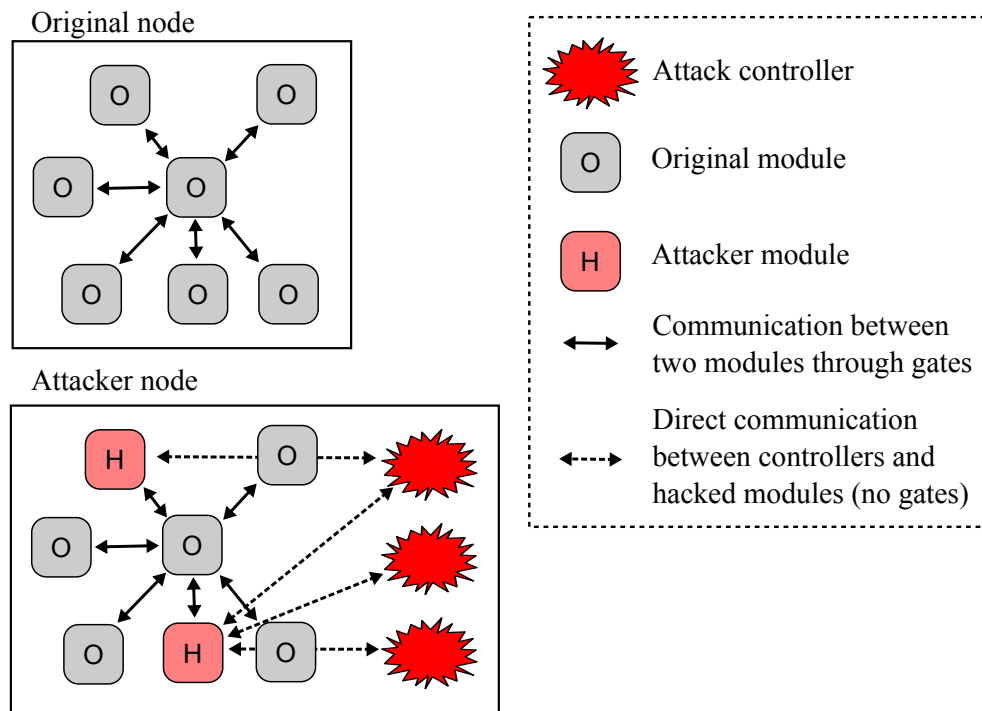 Original node
O
O
O
O
O
O
O
Attacker node
H
O
O
O
O
H
O
Attack controller
O
Original module
H
Attacker module
Communication between
two modules through gates
Direct communication
between controllers and
hacked modules (no gates)